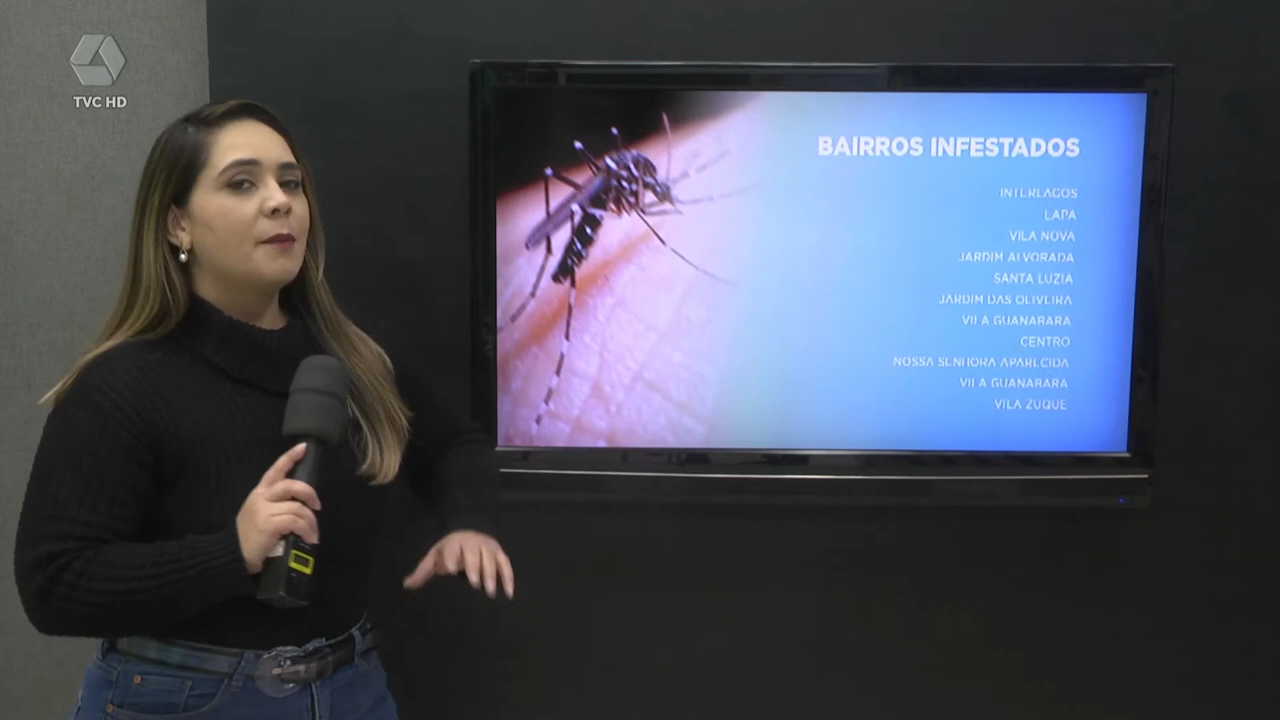 TVC HD
BAIRROS INFESTADOS
INTERLAGOS
LAPA
VILA NOVA
JARDIM ALVORADA
SANTA LUZIA
JARDIM DAS OLIVEIRA
VILA GUANABARA
CENTRO
NOSSA SENHORA APARECIDA
VILA GUANABARA
VILA ZUQUE